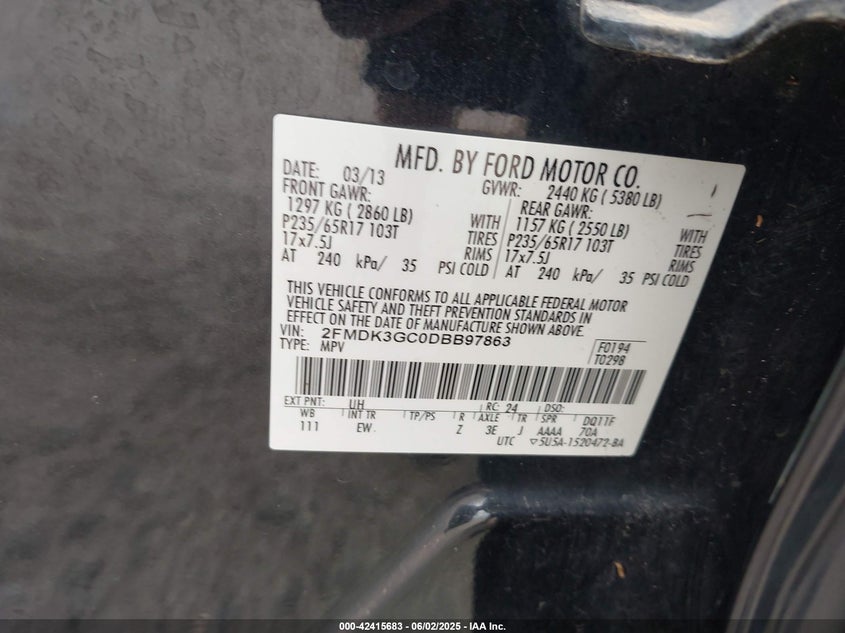 MFD. BY FORD MOTOR CO.
DATE: 03/13 GVWR: 2440 KG ( 5380 LB)
FRONT GAWR: REAR GAWR:
1297 KG ( 2860 LB) WITH 1157 KG ( 2550 LB) WITH
P235/65R17 103T TIRES P235/65R17 103T TIRES
17x7.5J RIMS 17x7.5J RIMS
AT 240 kPa/ 35 PSI COLD AT 240 kPa/ 35 PSI COLD
THIS VEHICLE CONFORMS TO ALL APPLICABLE FEDERAL MOTOR
VEHICLE SAFETY AND THEFT PREVENTION STANDARDS IN
EFFECT ON THE DATE OF MANUFACTURE SHOWN ABOVE.
VIN: 2FMDK3GC0DBB97863
TYPE: MPV
F0194
T0298
EXT PNT: UH RC: 24 DSO:
WB INT TR TP/PS R AXLE TR SPR DQ11F
111 EW Z 3E J AAAA 70A
UTC ▽5U5A-1520472-BA
000-42415683 | 06/02/2025 - IAA Inc.